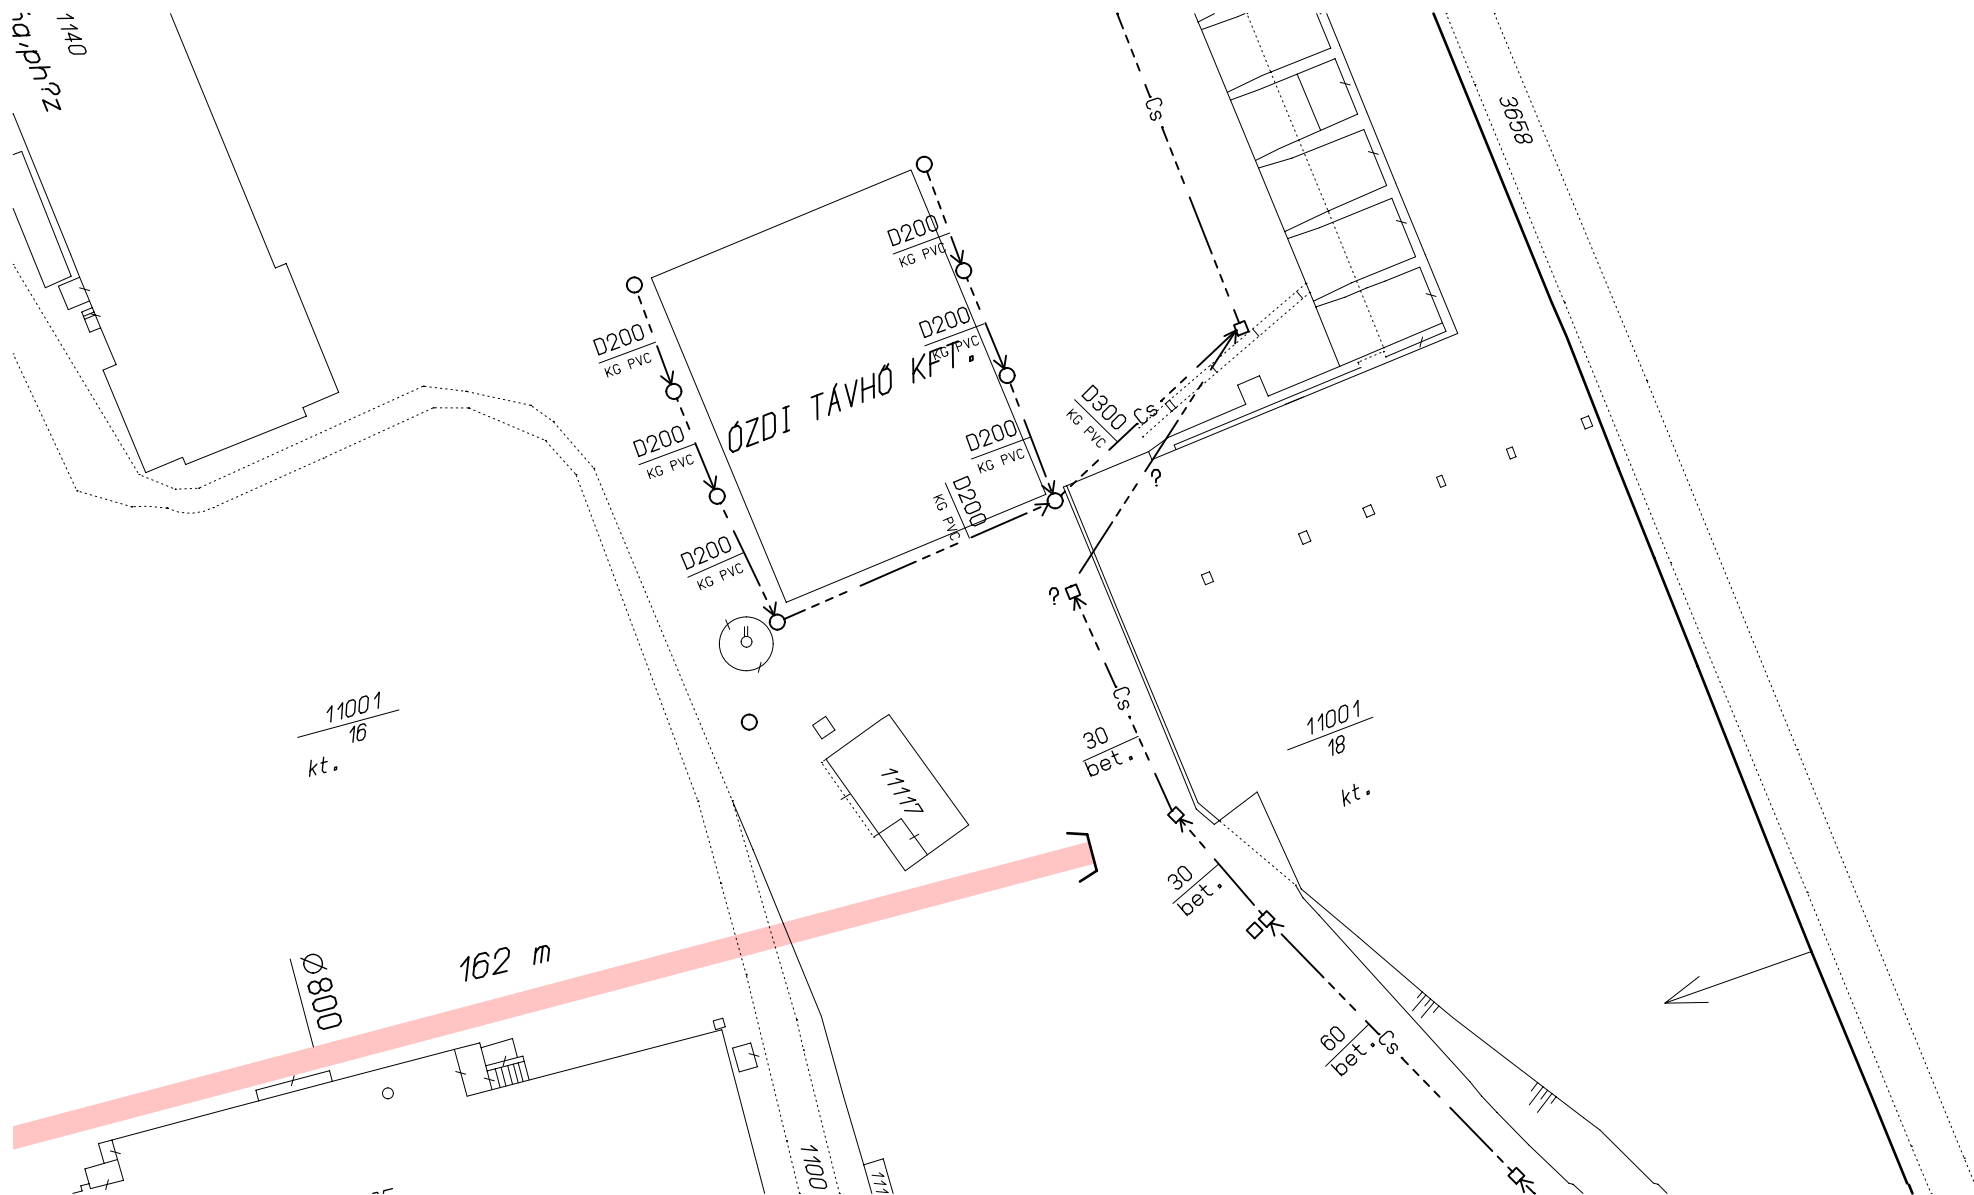 1140
3658
Cs.
D200
KG PVC
D200
KG PVC
D200
KG PVC
ÓZDI TÁVHŐ KFT.
D300
KG PVC
Cs
D200
KG PVC
D200
KG PVC
?
D200
KG PVC
D200
KG PVC
?
11001
16
kt.
Cs.
30
bet.
11001
18
kt.
11117
30
bet.
162 m
Ø800
60
bet.
Cs
1100